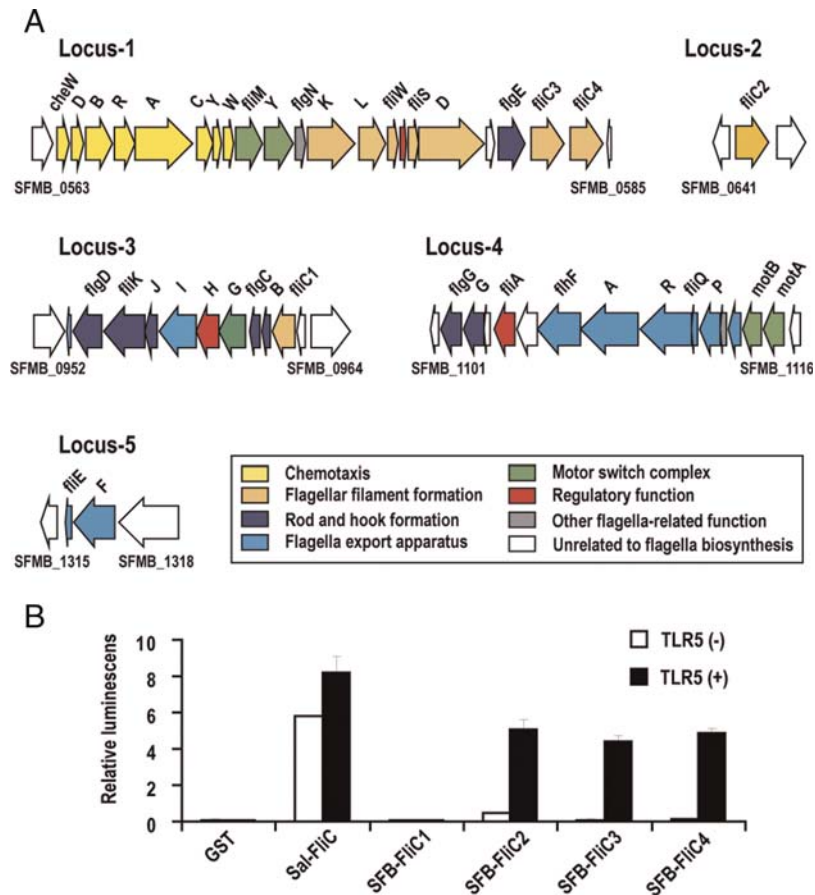 A
Locus-1
Locus-2
cheW D B R A C Y W fliM Y flgN K L fliW fliS D flgE fliC3 fliC4
fliC2
SFMB_0563
SFMB_0585
SFMB_0641
Locus-3
Locus-4
flgD fliK J I H G flgC B fliC1
flgG G fliA flhF A R fliQ P motB motA
SFMB_0952
SFMB_0964
SFMB_1101
SFMB_1116
Locus-5
fliE F
SFMB_1315
SFMB_1318
Chemotaxis
Flagellar filament formation
Rod and hook formation
Flagella export apparatus
Motor switch complex
Regulatory function
Other flagella-related function
Unrelated to flagella biosynthesis
B
Relative luminescens
10
8
6
4
2
0
TLR5 (-)
TLR5 (+)
GST
Sal-FliC
SFB-FliC1
SFB-FliC2
SFB-FliC3
SFB-FliC4